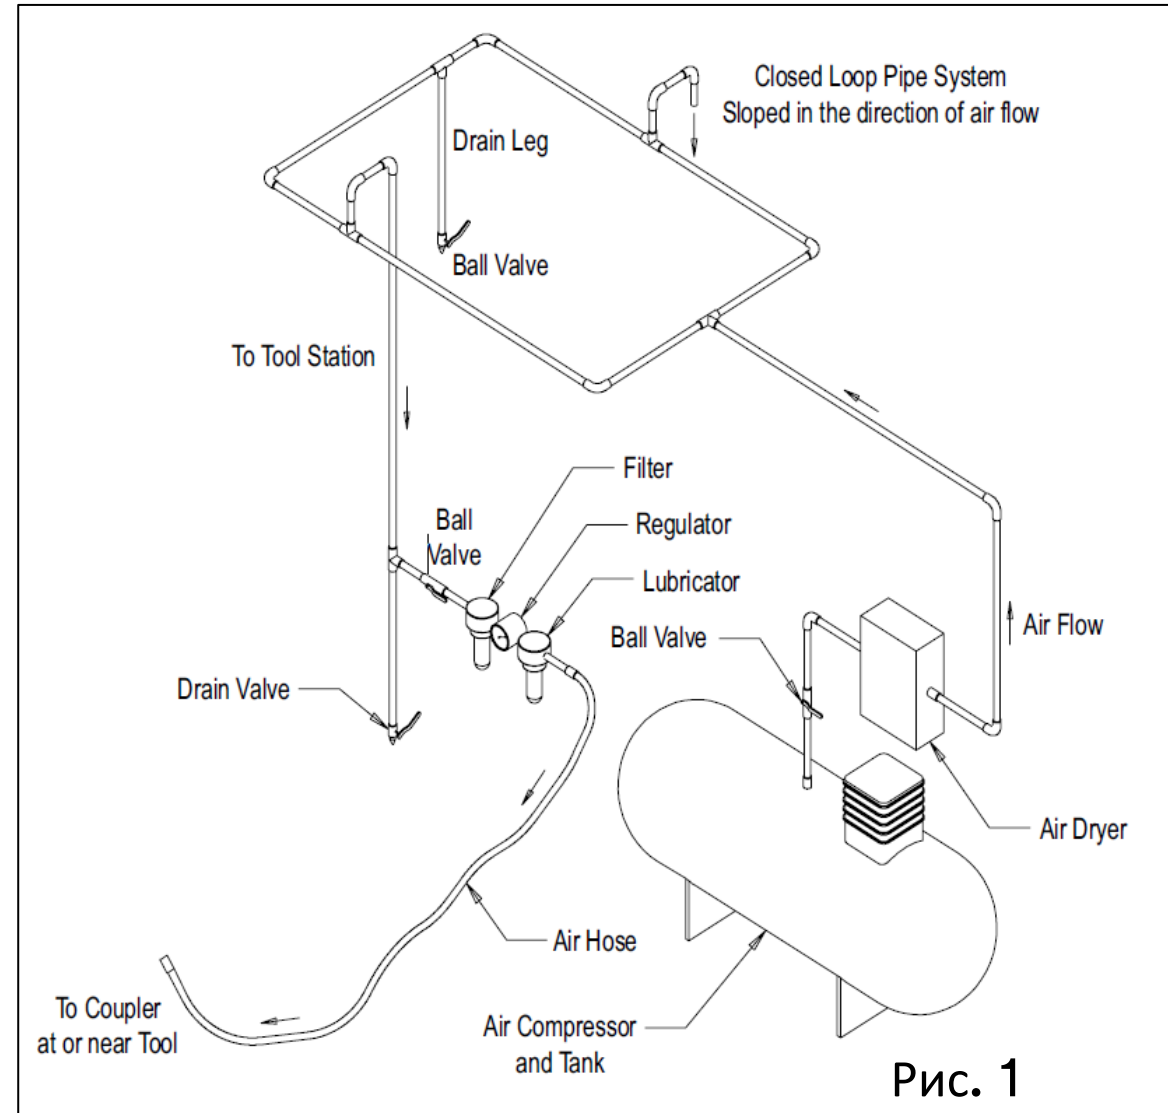 Closed Loop Pipe System
Sloped in the direction of air flow
Drain Leg
Ball Valve
To Tool Station
Filter
Ball
Valve
Regulator
Lubricator
Ball Valve
Air Flow
Drain Valve
Air Dryer
Air Hose
To Coupler
at or near Tool
Air Compressor
and Tank
Рис. 1